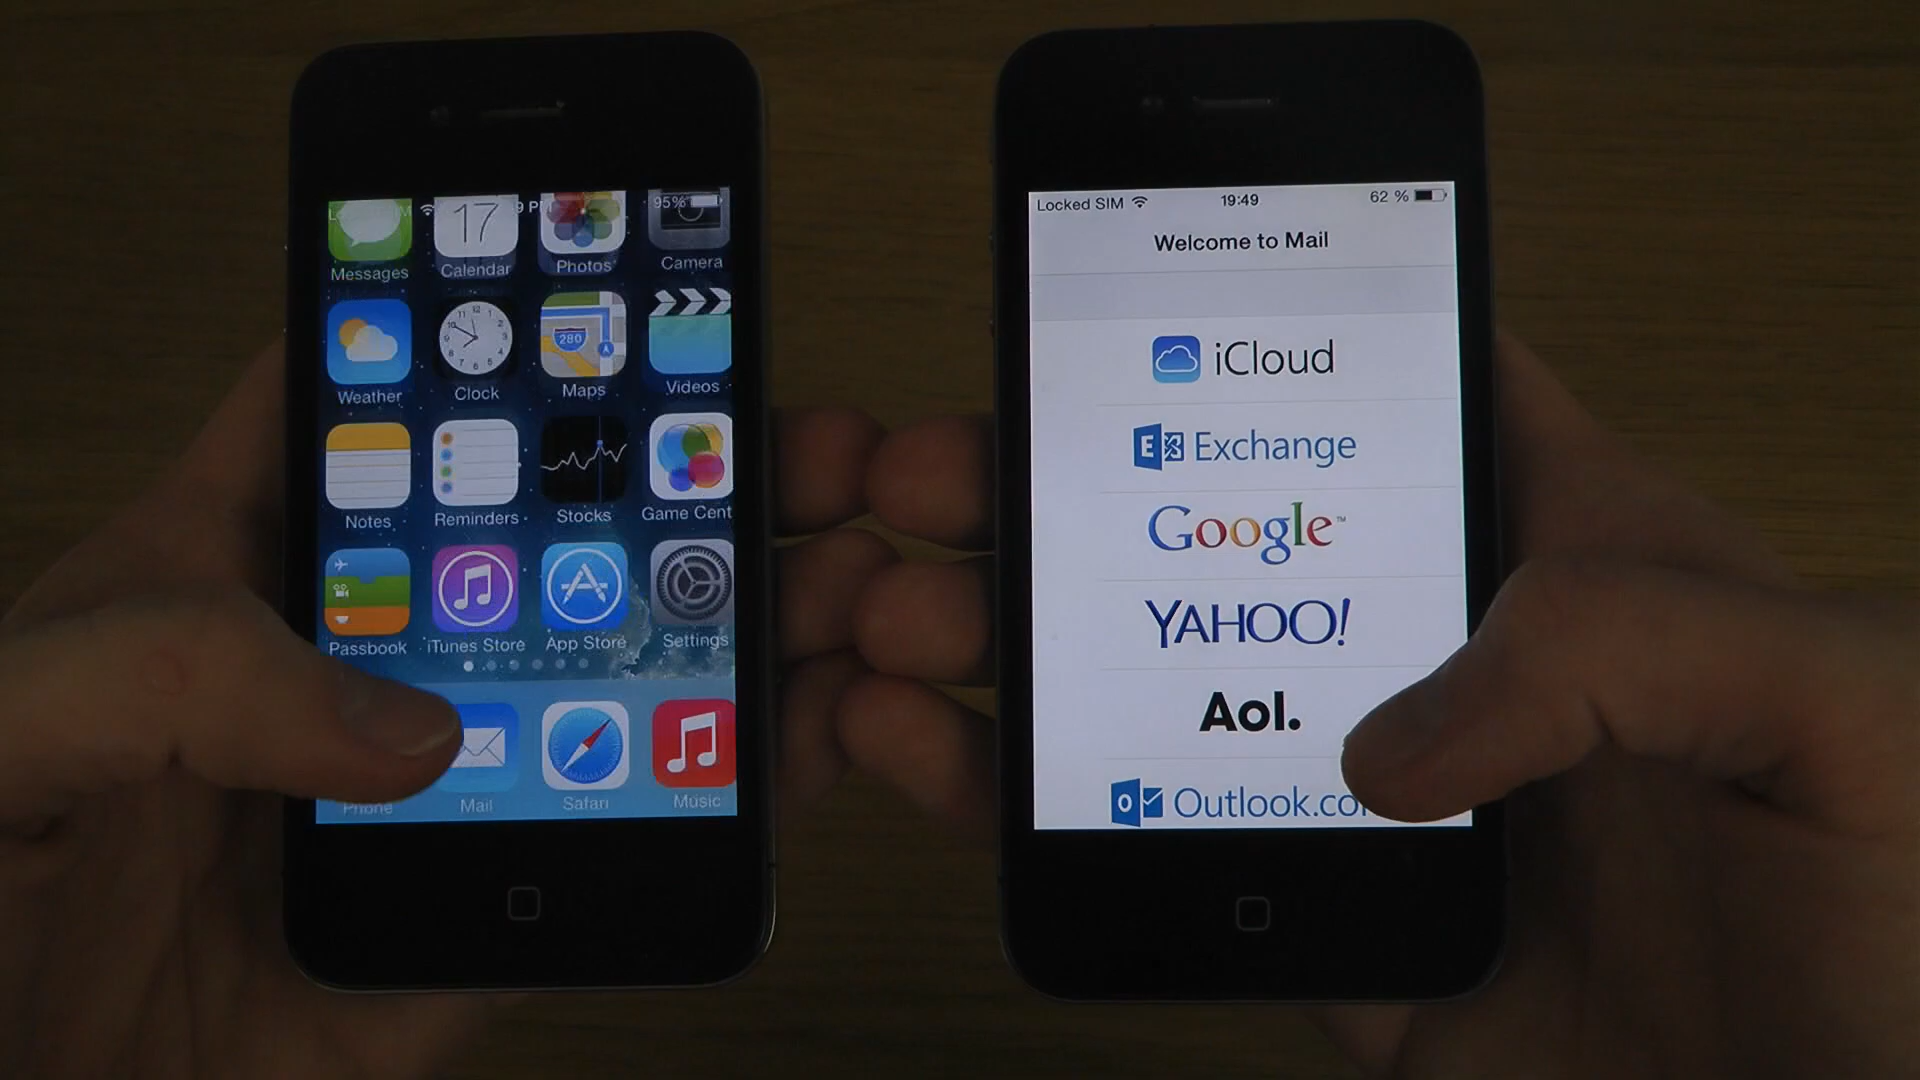 95%
17
Messages
Calendar
Photos
Camera
280
Weather
Clock
Maps
Videos
Notes
Reminders
Stocks
Game Cent
Passbook
iTunes Store
App Store
Settings
Phone
Mail
Safari
Music
Locked SIM 19:49 62 %
Welcome to Mail
iCloud
Exchange
Google™
YAHOO!
Aol.
Outlook.co